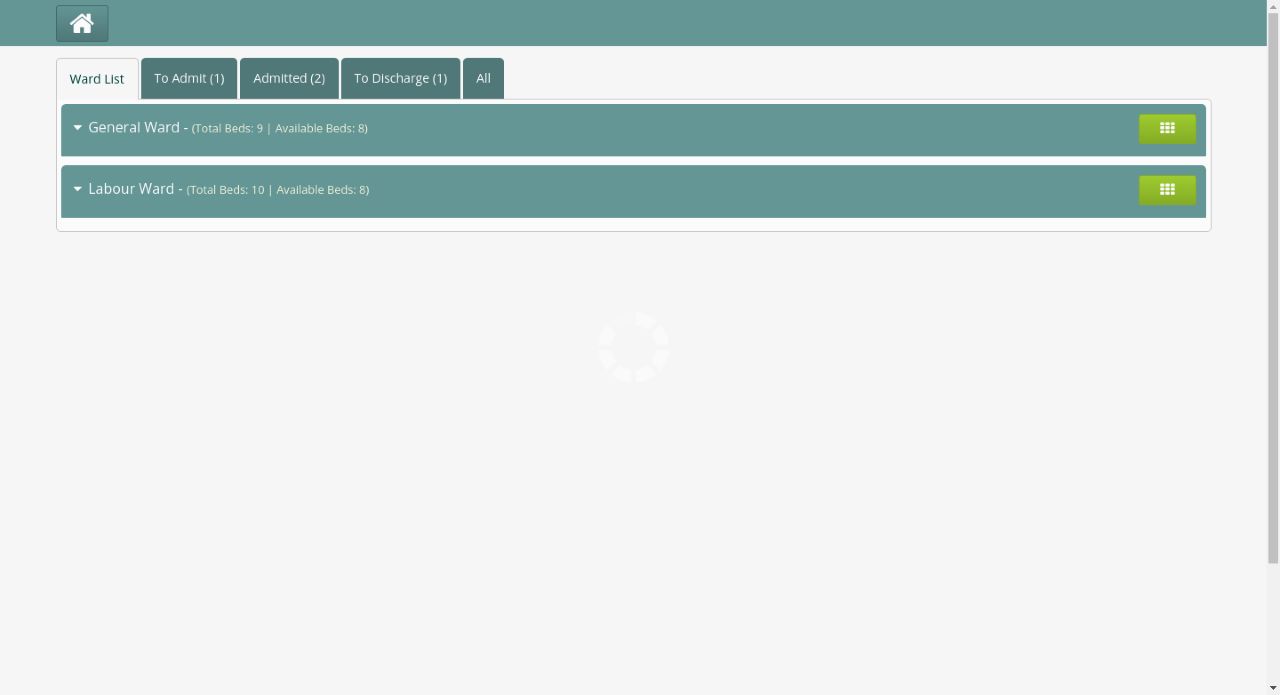 Ward List
To Admit (1)
Admitted (2)
To Discharge (1)
All
General Ward - (Total Beds: 9 | Available Beds: 8)
Labour Ward - (Total Beds: 10 | Available Beds: 8)